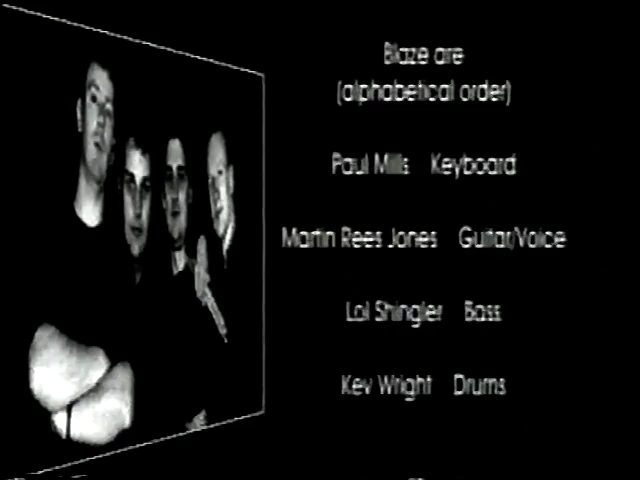 Blaze are
(alphabetical order)
Paul Mills Keyboard
Martin Rees Jones Guitar/Voice
Lol Shingler Bass
Kev Wright Drums